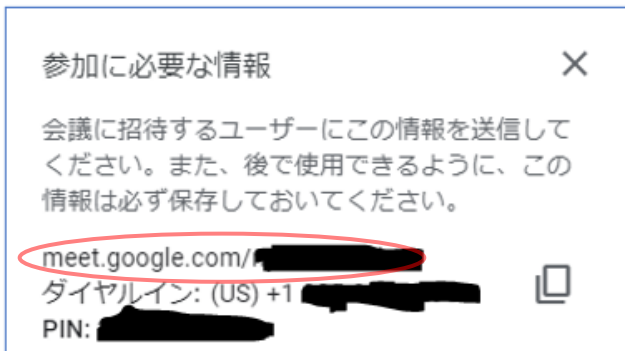 参加に必要な情報
会議に招待するユーザーにこの情報を送信して
ください。また、後で使用できるように、この
情報は必ず保存しておいてください。
meet.google.com/
ダイヤルイン: (US) +1
PIN: